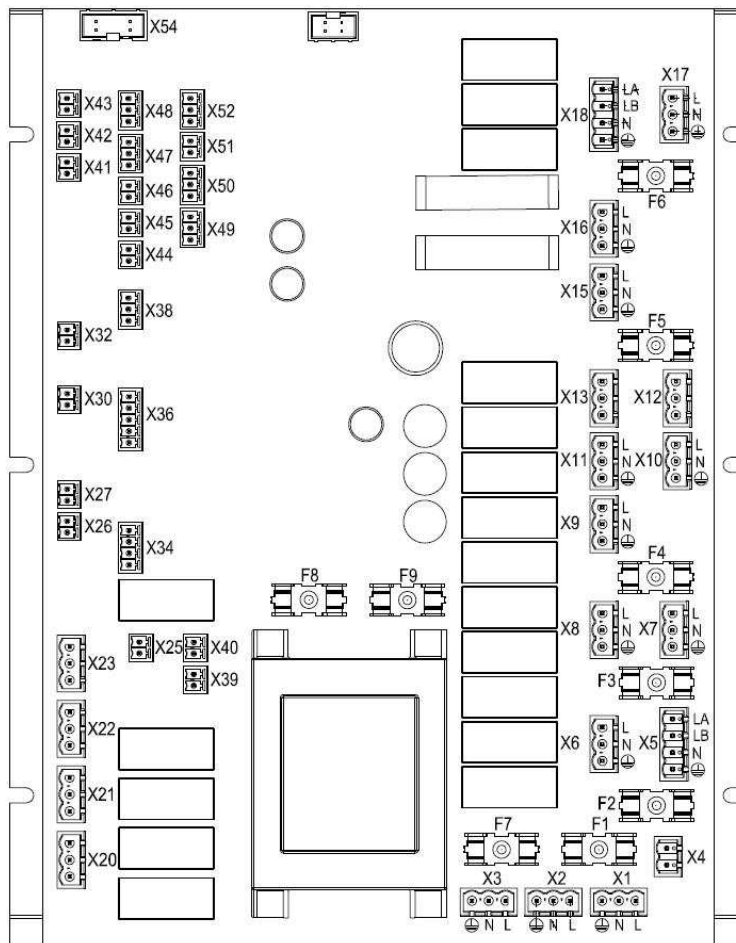 X54
X43
X48
X52
X42
X47
X51
X41
X46
X50
X45
X49
X44
X38
X32
X30
X36
X27
X26
X34
X25
X40
X39
X23
X22
X21
X20
F8
F9
X18
LA
LB
N
X17
L
N
F6
X16
L
N
X15
L
N
F5
X13
X12
X11
L
N
X10
L
N
X9
L
N
F4
X8
L
N
X7
L
N
F3
X6
L
N
X5
LA
LB
N
F2
F7
F1
X4
X3
X2
X1
N L
N L
N L